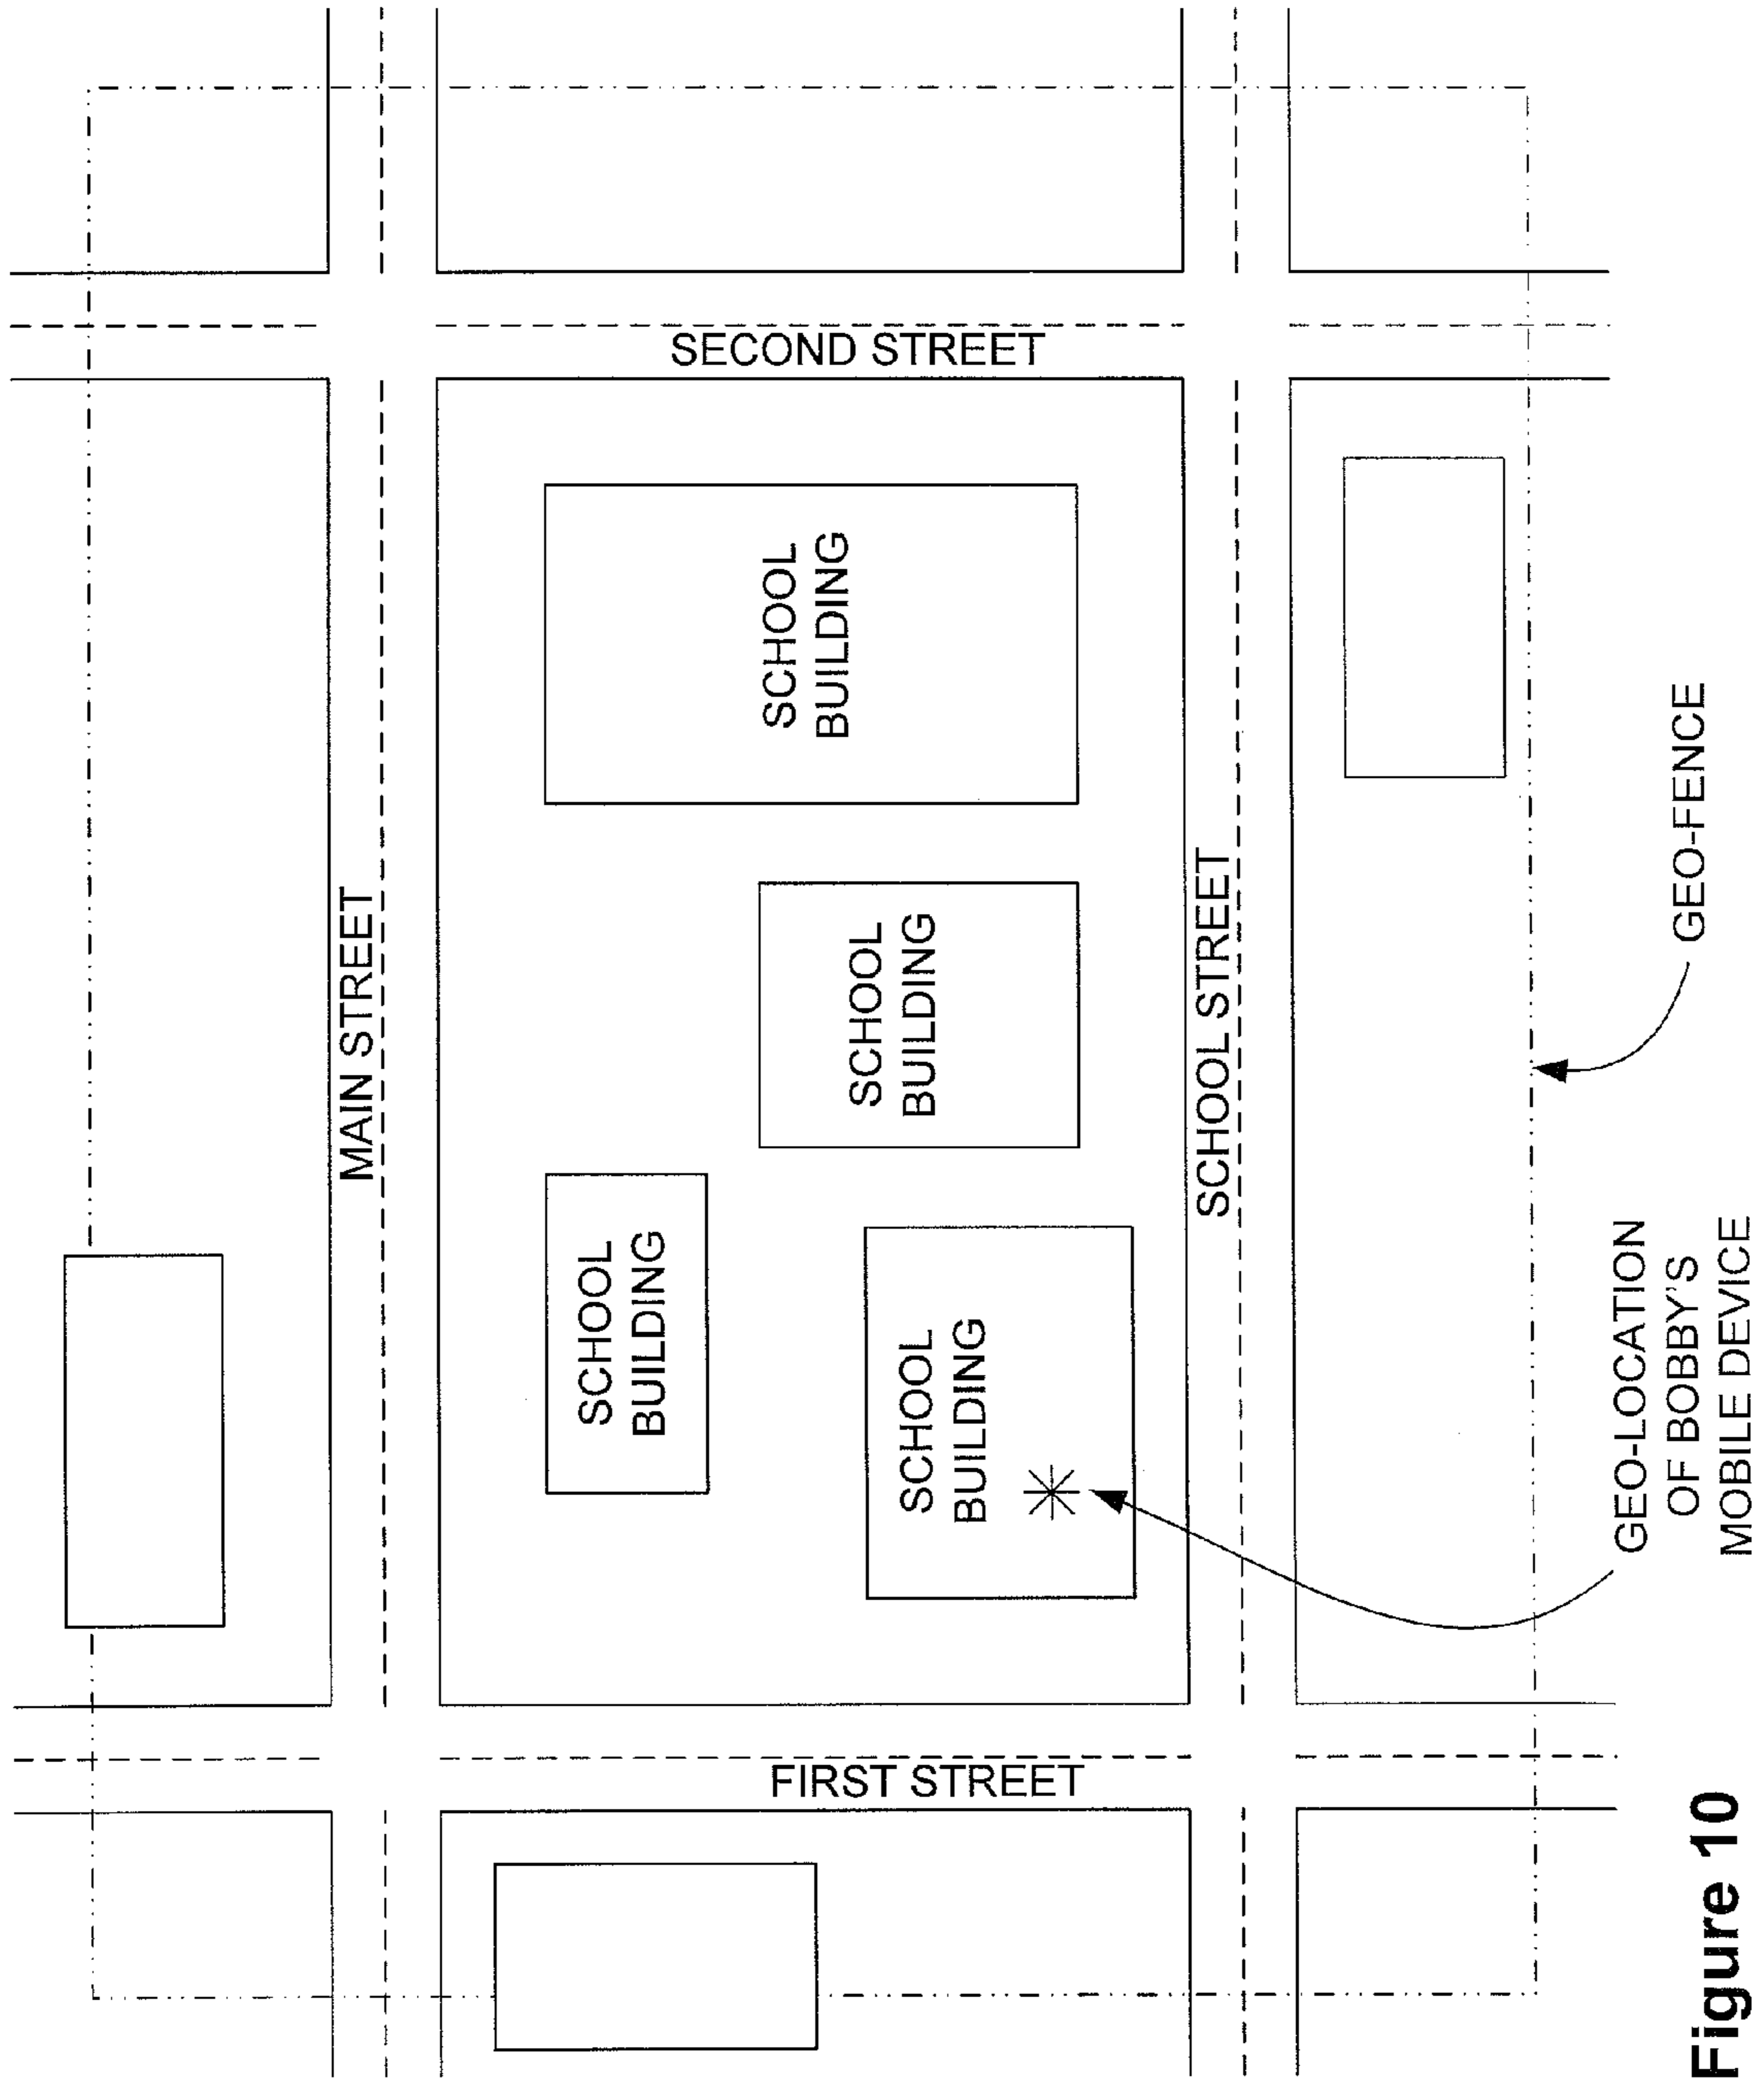 MAIN STREET
SECOND STREET
SCHOOL
BUILDING
SCHOOL
BUILDING
SCHOOL
BUILDING
SCHOOL
BUILDING
FIRST STREET
SCHOOL STREET
GEO-LOCATION
OF BOBBY'S
MOBILE DEVICE
GEO-FENCE
Figure 10